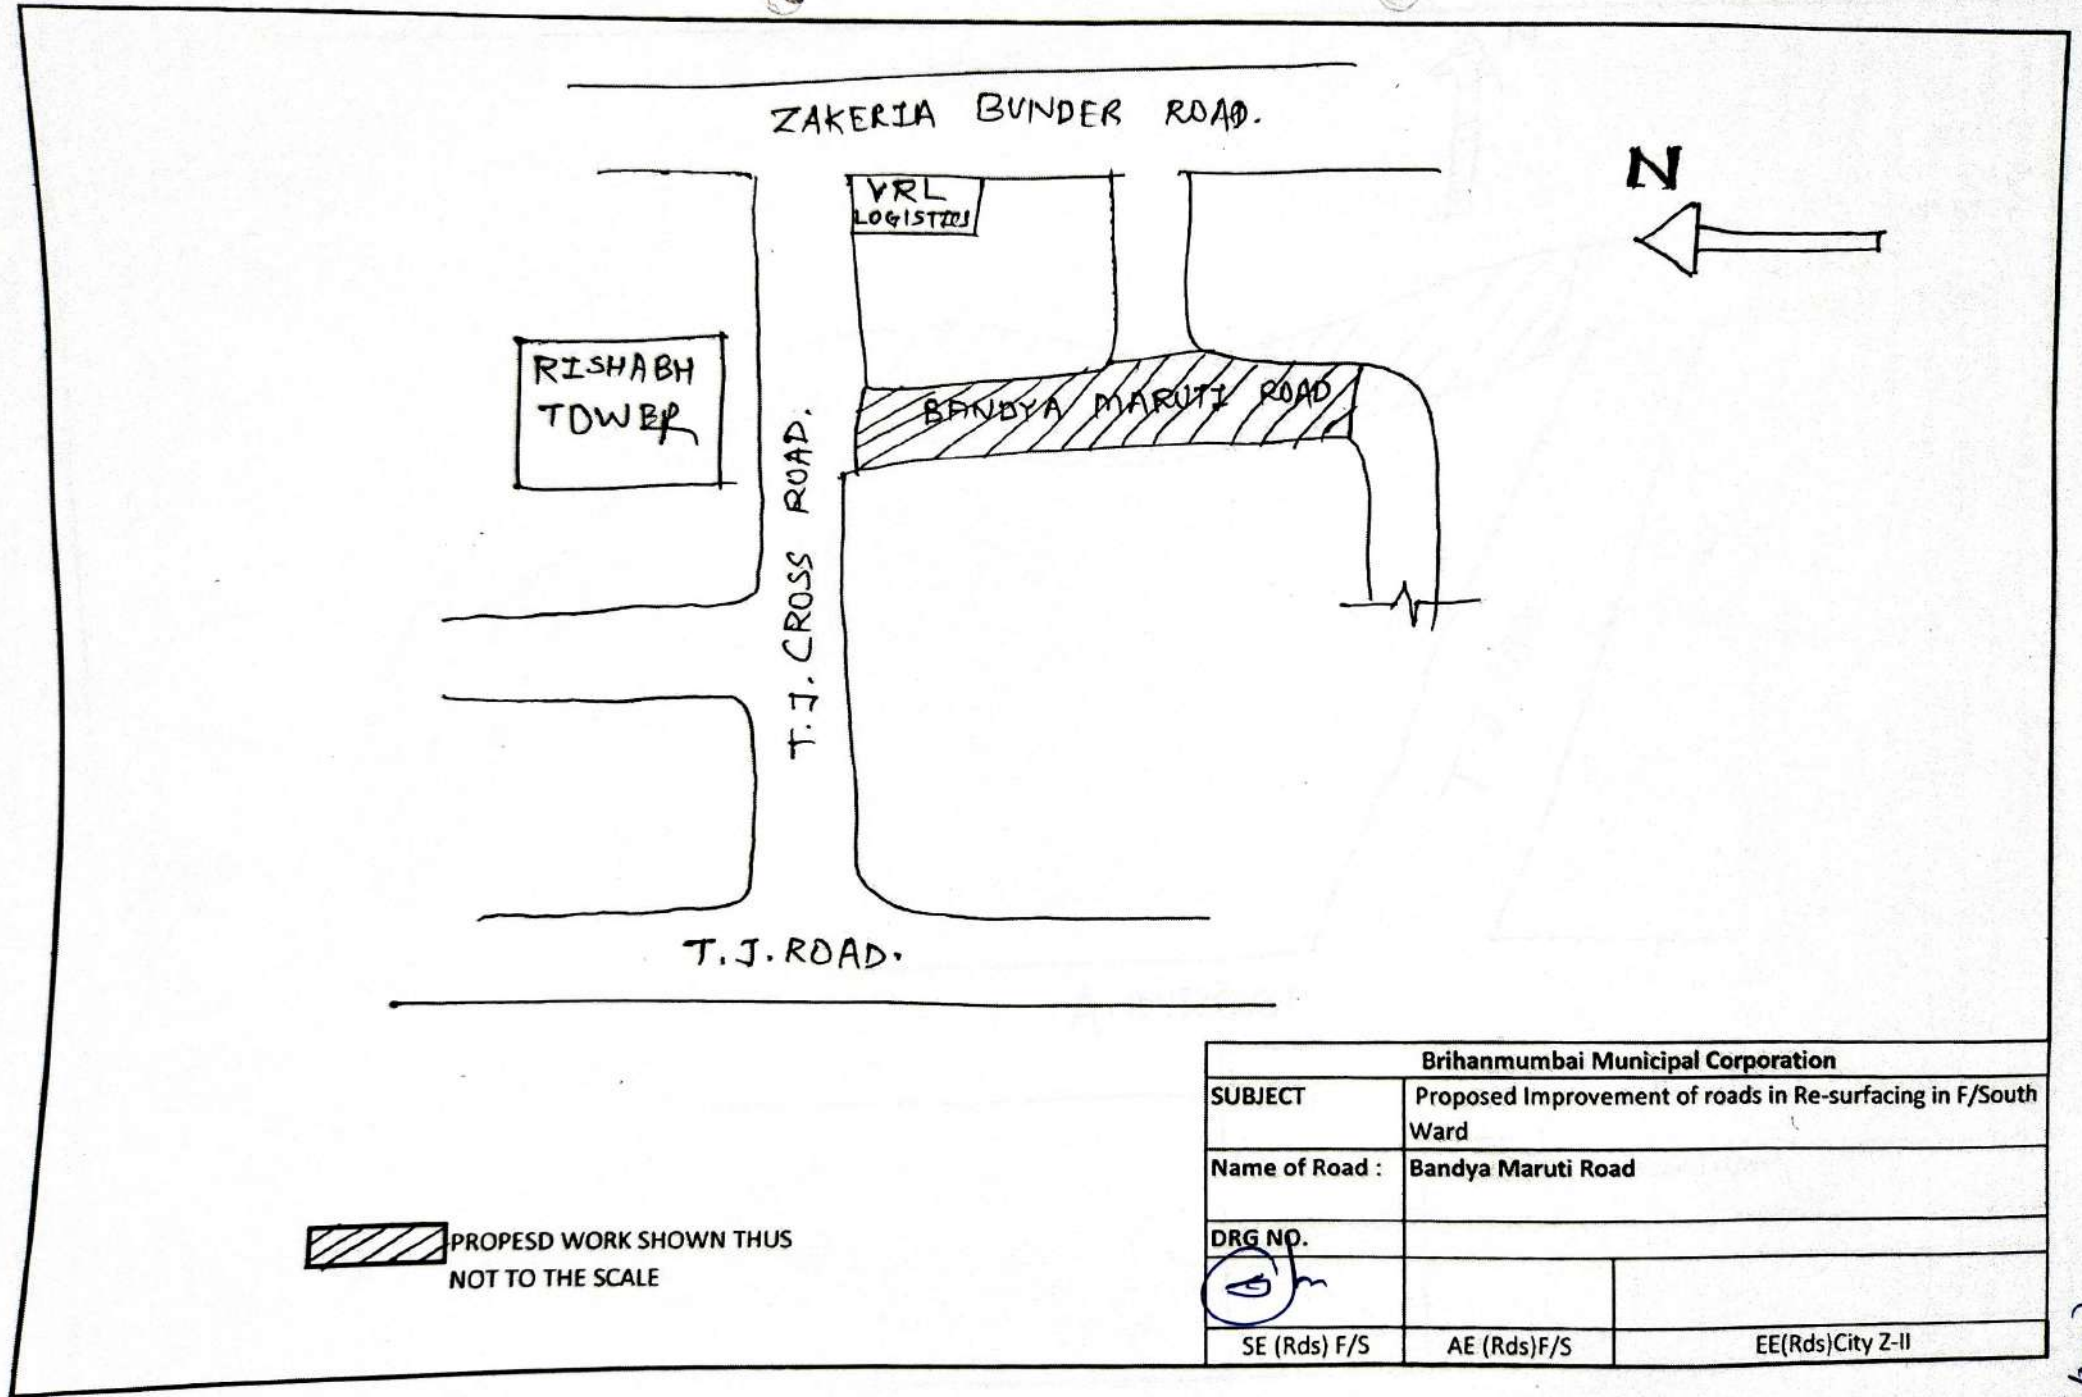 ZAKERIA BUNDER ROAD.
N
VRL
LOGISTICS
RISHABH
TOWER
BANDYA MARUTI ROAD
T.J. CROSS ROAD.
T.J. ROAD.
PROPESD WORK SHOWN THUS
NOT TO THE SCALE
Brihanmumbai Municipal Corporation
SUBJECT Proposed Improvement of roads in Re-surfacing in F/South
Ward
Name of Road : Bandya Maruti Road
DRG NO.
SE (Rds) F/S AE (Rds)F/S EE(Rds)City Z-II